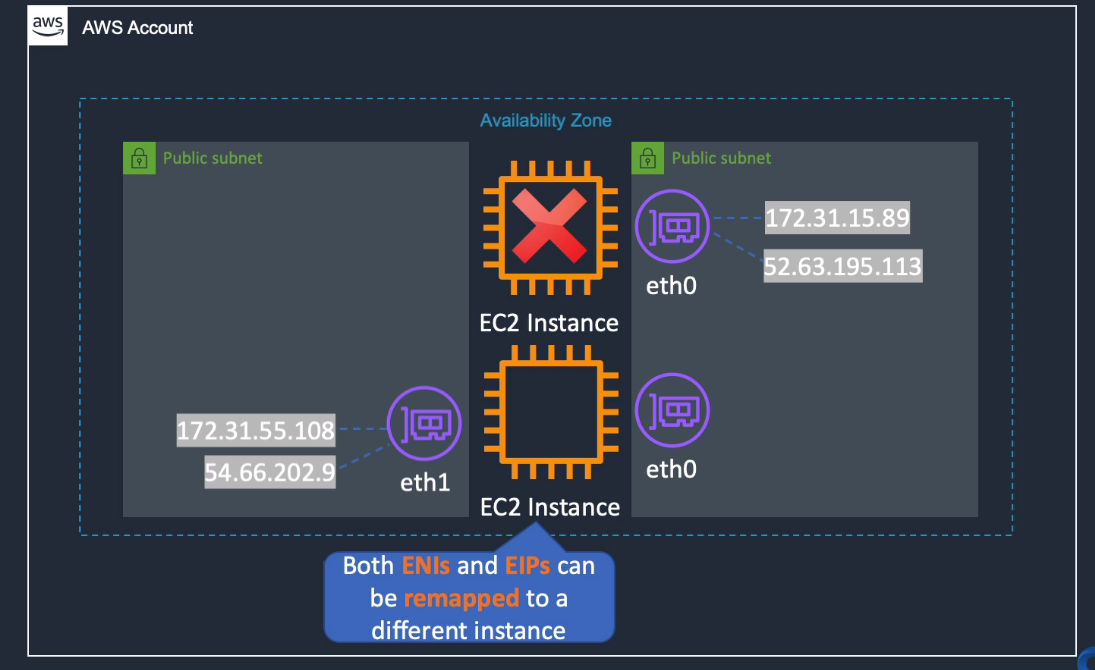 aws
AWS Account
Availability Zone
Public subnet
Public subnet
172.31.15.89
52.63.195.113
eth0
EC2 Instance
172.31.55.108
54.66.202.9
eth1
eth0
EC2 Instance
Both ENIs and EIPs can
be remapped to a
different instance